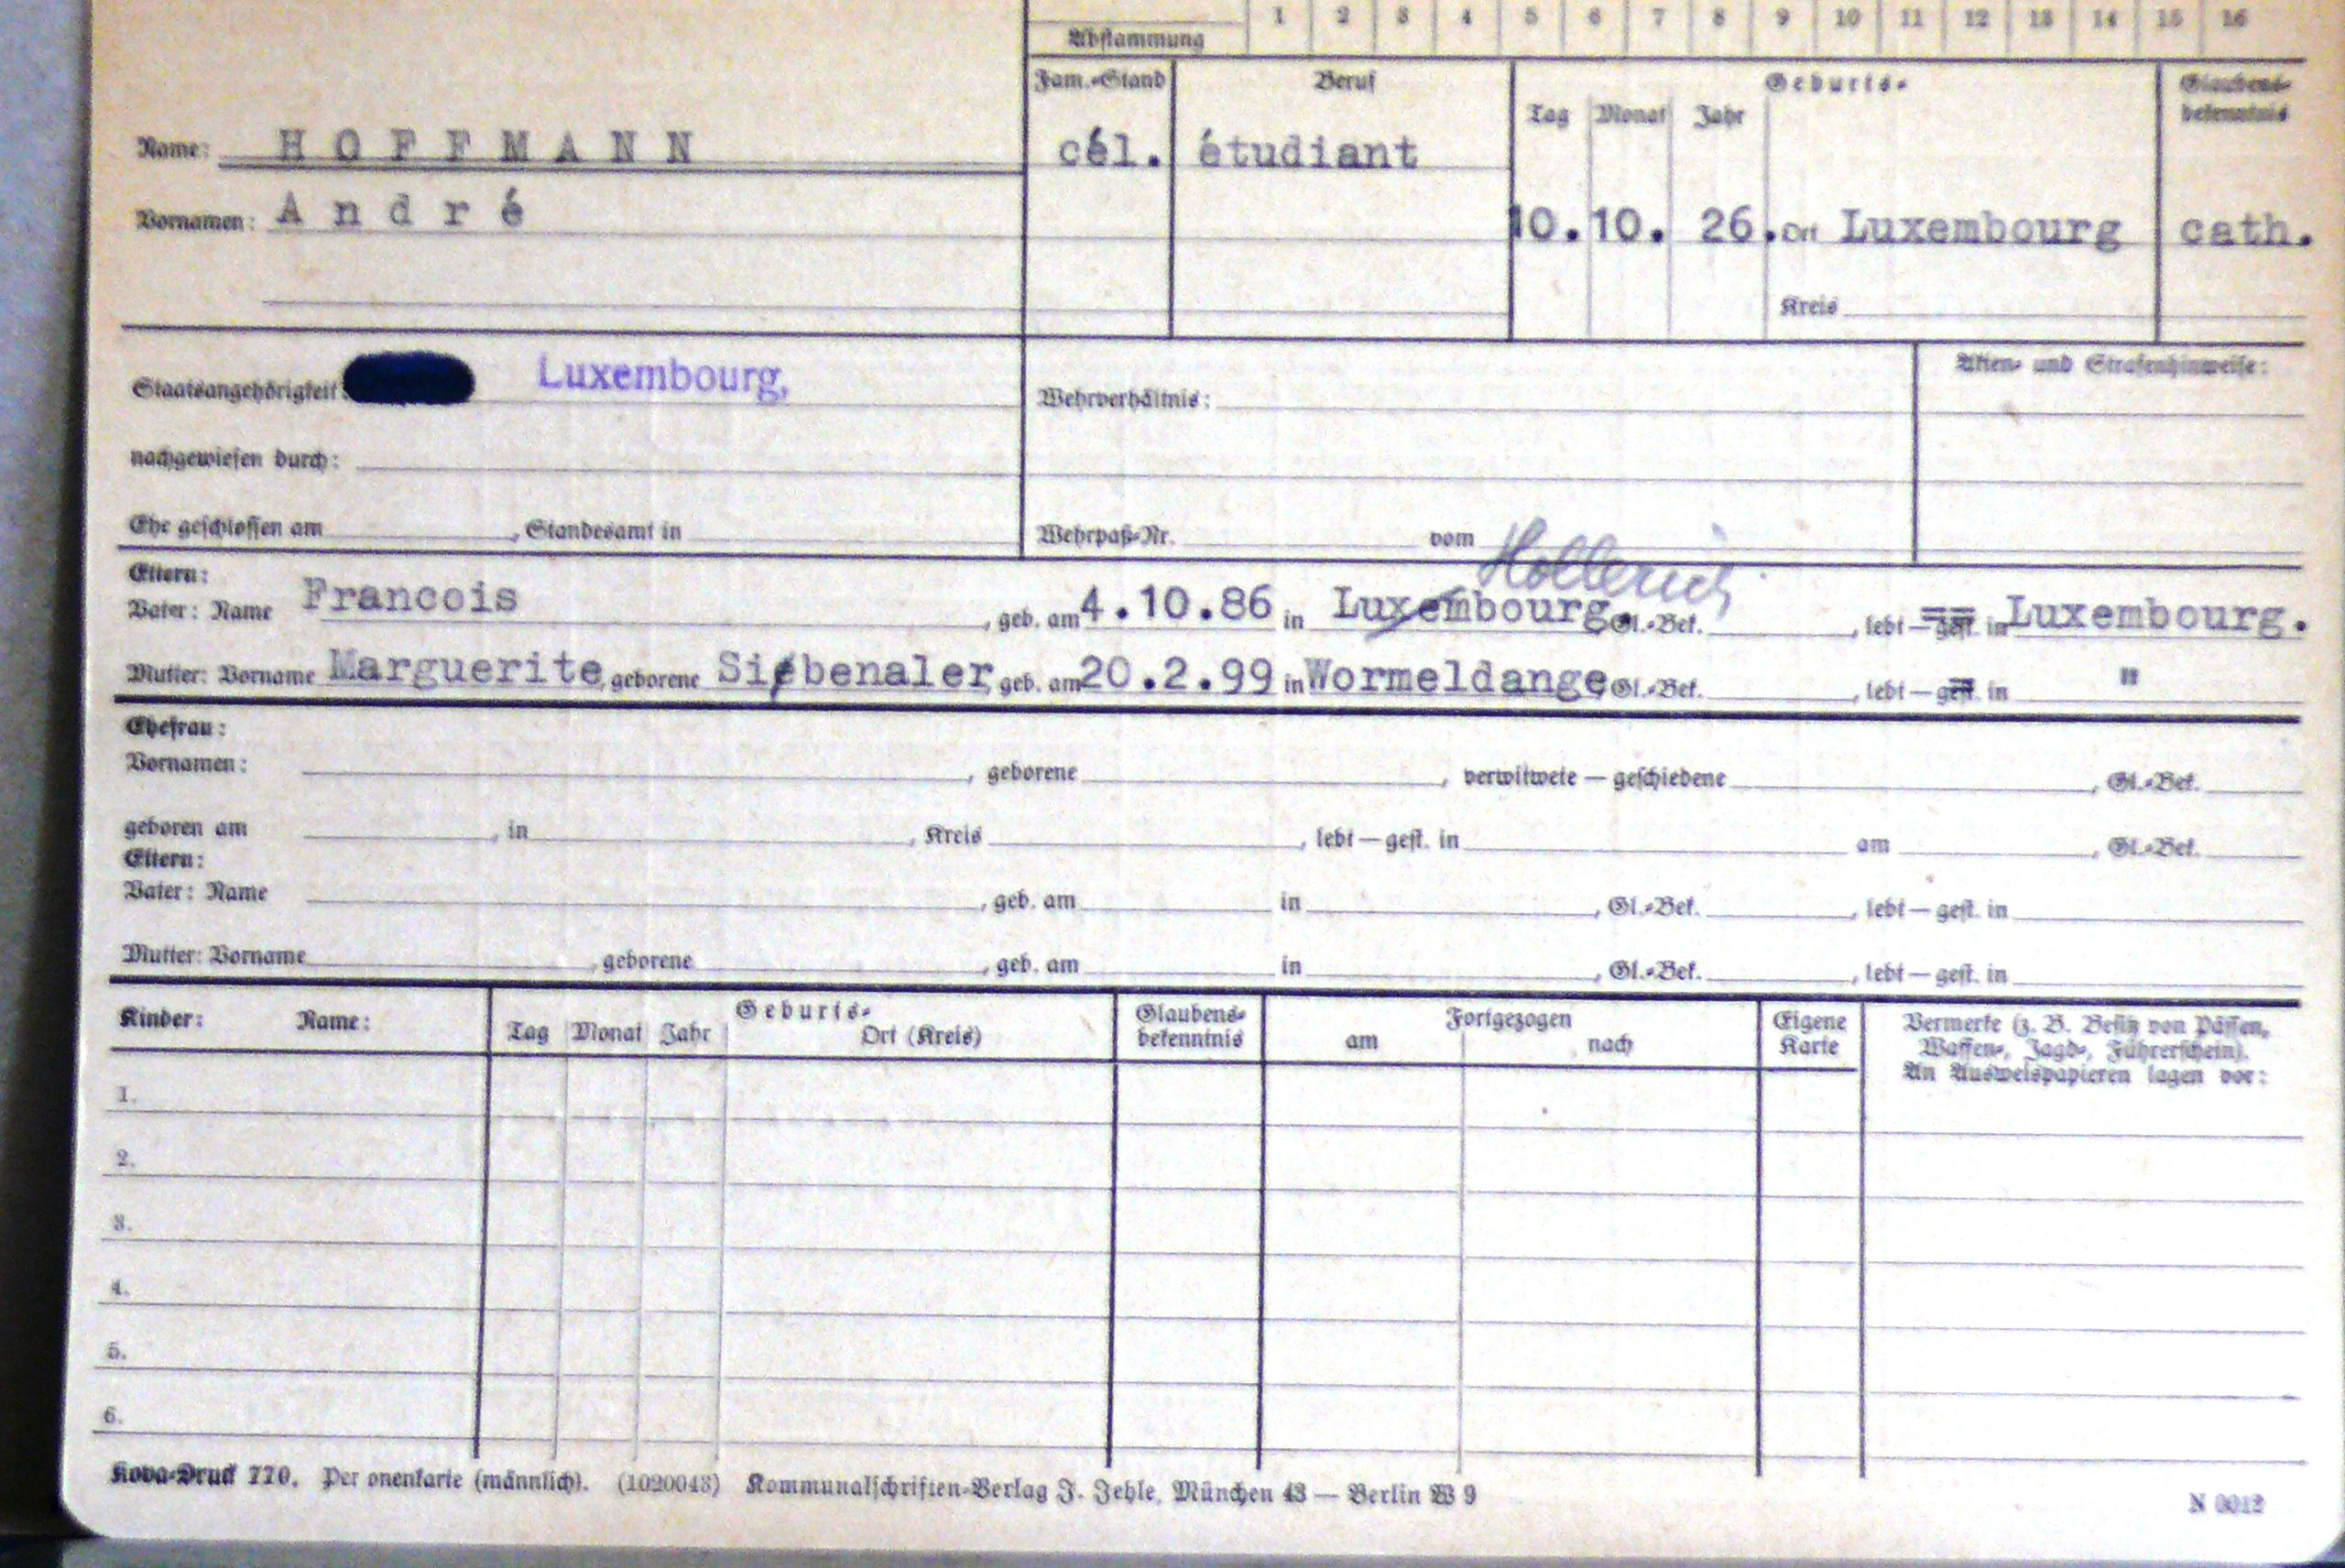 1 2 3 4 5 6 7 8 9 10 11 12 13 14 15 16
Abstammung
Fam.-Stand Beruf Geburts- Glaubens-
Tag Monat Jahr bekenntnis
Name: HOFFMANN cél. étudiant
Vornamen: André 10. 10. 26. Ort Luxembourg cath.
Kreis
Staatsangehörigkeit: Luxembourg, Wehrverhältnis: Akten- und Strafenhinweise:
nachgewiesen durch:
Ehe geschlossen am , Standesamt in Wehrpaß-Nr. vom
Hollerich
Eltern:
Vater: Name Francois , geb. am 4.10.86 in Luxembourg. Gl.-Bek. , lebt — gest. in Luxembourg.
Mutter: Vorname Marguerite, geborene Siebenaler, geb. am 20.2.99 in Wormeldange, Gl.-Bek. , lebt — gest. in "
Ehefrau:
Vornamen: , geborene , verwitwete — geschiedene , Gl.-Bek.
geboren am , in , Kreis , lebt — gest. in am , Gl.-Bek.
Eltern:
Vater: Name , geb. am in , Gl.-Bek. , lebt — gest. in
Mutter: Vorname , geborene , geb. am in , Gl.-Bek. , lebt — gest. in
Kinder: Name: Geburts- Glaubens- Fortgezogen Eigene Vermerke (z. B. Besitz von Pässen,
Tag Monat Jahr Ort (Kreis) bekenntnis am nach Karte Waffen-, Jagd-, Führerschein).
An Ausweispapieren lagen vor:
1.
2.
3.
4.
5.
6.
Kova-Druck 770. Per onenkarte (männlich). (1020043) Kommunalschriften-Verlag J. Jehle, München 43 — Berlin W 9
N 0012